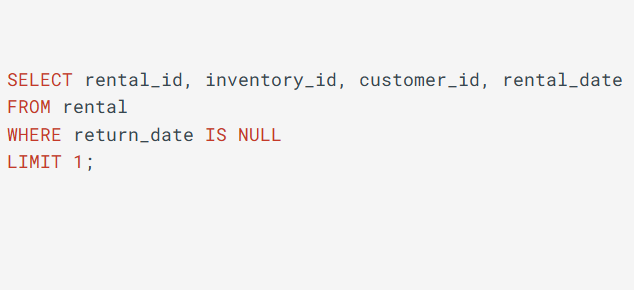 SELECT rental_id, inventory_id, customer_id, rental_date
FROM rental
WHERE return_date IS NULL
LIMIT 1;